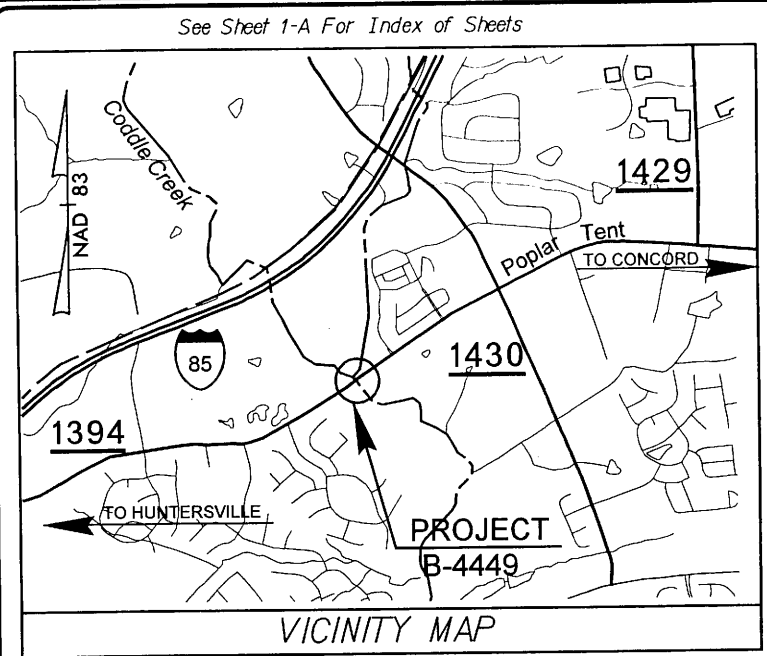 See Sheet 1-A For Index of Sheets
Coddle Creek
NAD 83
1429
Poplar Tent
TO CONCORD
85
1430
1394
TO HUNTERSVILLE
PROJECT
B-4449
VICINITY MAP